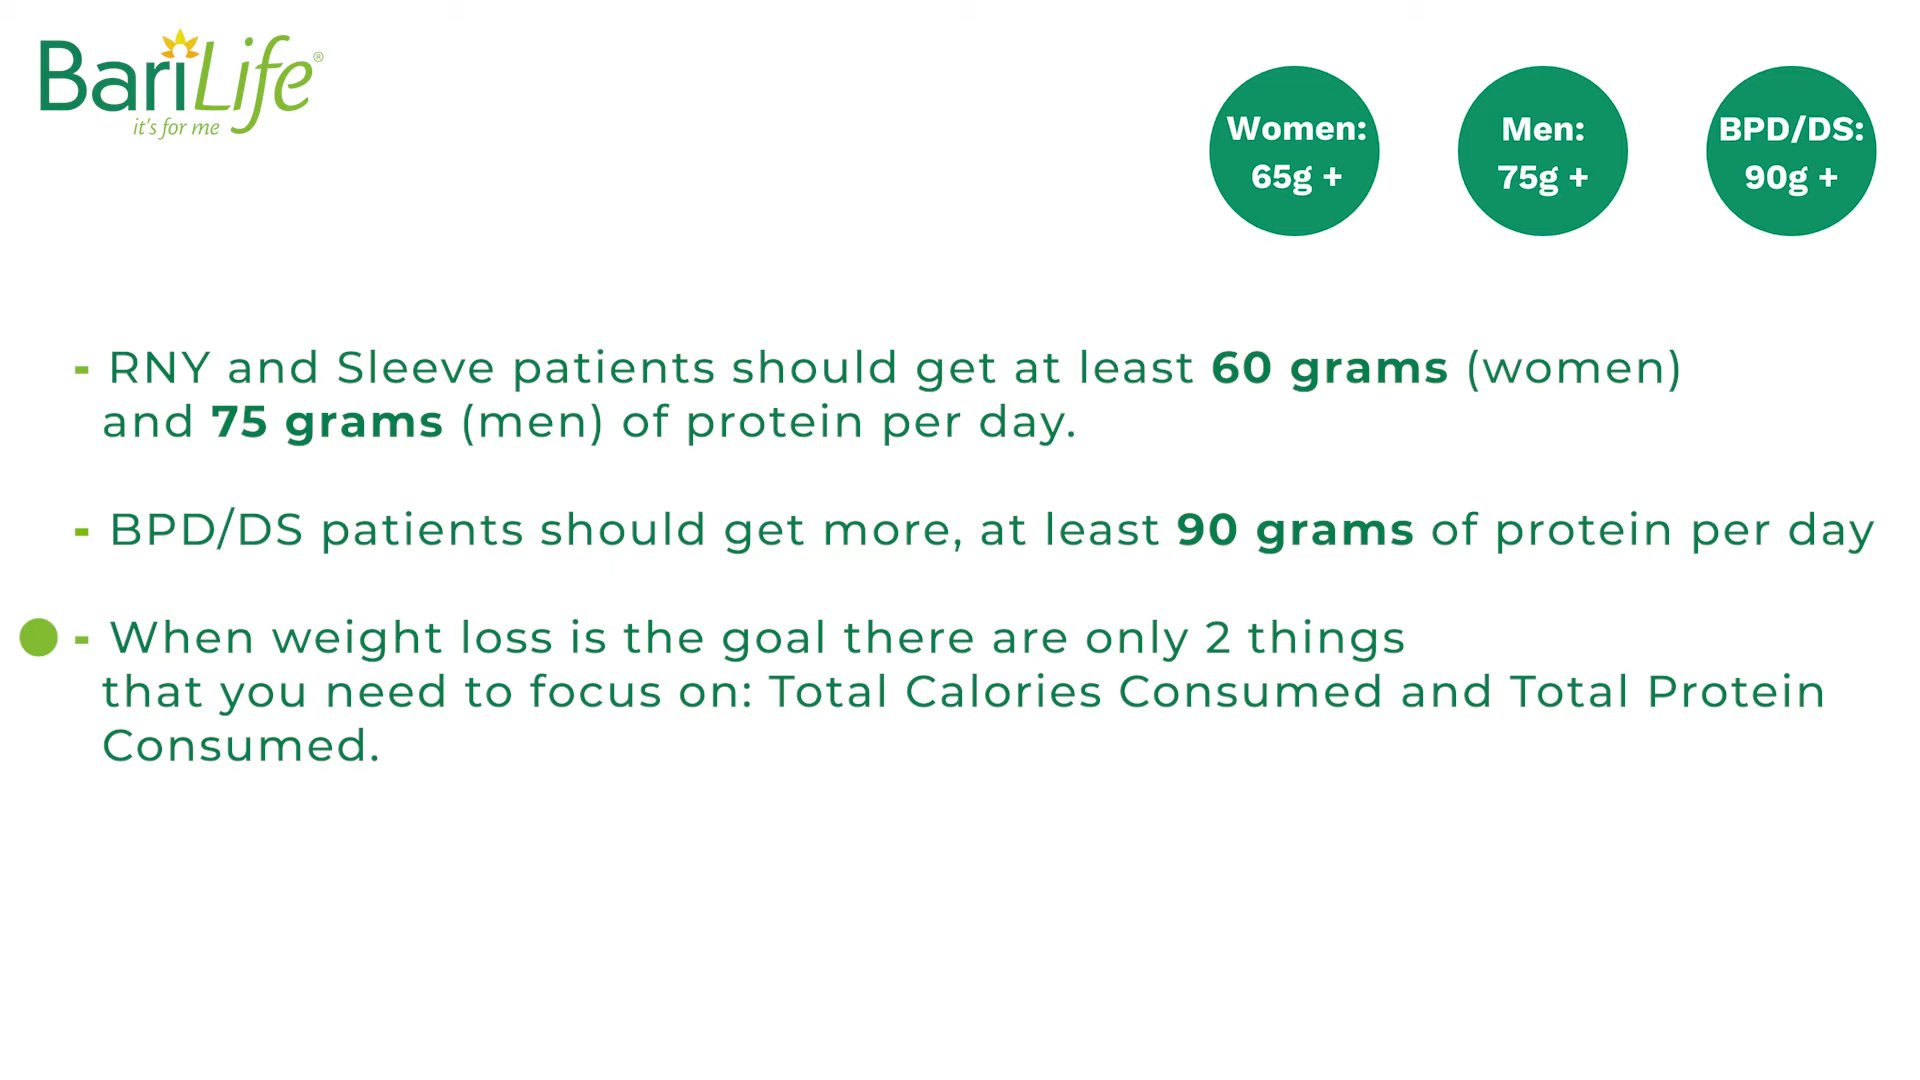 BariLife®
it's for me
Women:
65g +
Men:
75g +
BPD/DS:
90g +
- RNY and Sleeve patients should get at least 60 grams (women)
and 75 grams (men) of protein per day.
- BPD/DS patients should get more, at least 90 grams of protein per day
- When weight loss is the goal there are only 2 things
that you need to focus on: Total Calories Consumed and Total Protein
Consumed.